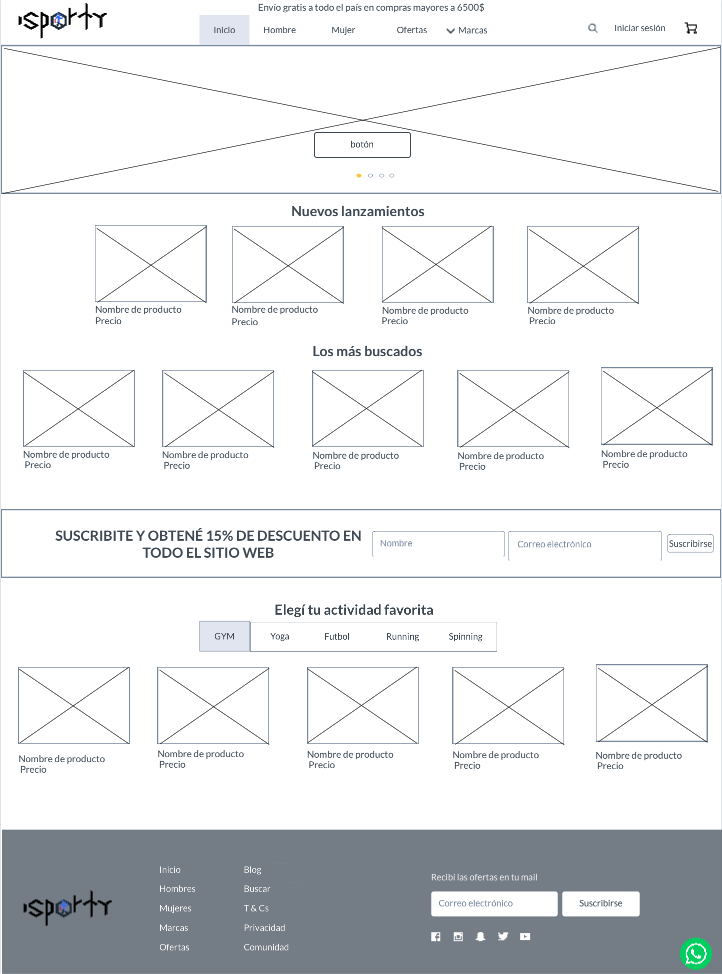 sporty
Envío gratis a todo el país en compras mayores a 6500$
Inicio Hombre Mujer Ofertas Marcas Iniciar sesión
botón
Nuevos lanzamientos
Nombre de producto Nombre de producto Nombre de producto Nombre de producto
Precio Precio Precio Precio
Los más buscados
Nombre de producto Nombre de producto Nombre de producto Nombre de producto Nombre de producto
Precio Precio Precio Precio Precio
SUSCRIBITE Y OBTENÉ 15% DE DESCUENTO EN
TODO EL SITIO WEB
Nombre Correo electrónico Suscribirse
Elegí tu actividad favorita
GYM Yoga Futbol Running Spinning
Nombre de producto Nombre de producto Nombre de producto Nombre de producto Nombre de producto
Precio Precio Precio Precio Precio
sporty
Inicio
Hombres
Mujeres
Marcas
Ofertas
Blog
Buscar
T & Cs
Privacidad
Comunidad
Recibí las ofertas en tu mail
Correo electrónico Suscribirse